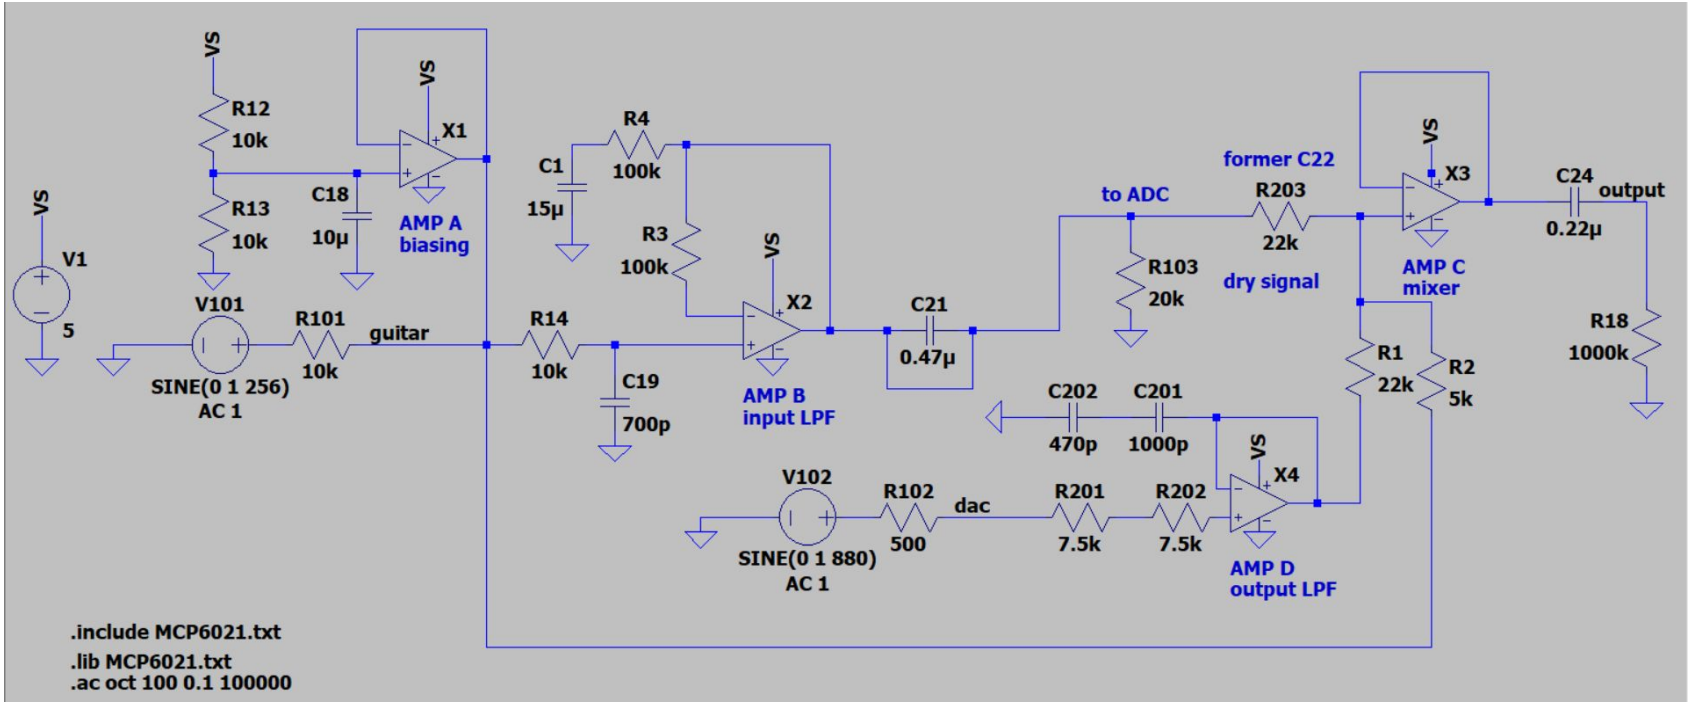 VS
R12
10k
R13
10k
C18
10µ
VS
X1
AMP A
biasing
VS
V1
5
V101
SINE(0 1 256)
AC 1
R101
10k
guitar
R14
10k
C19
700p
C1
15µ
R4
100k
R3
100k
VS
X2
AMP B
input LPF
C21
0.47µ
to ADC
R103
20k
former C22
R203
22k
dry signal
VS
X3
AMP C
mixer
C24
0.22µ
output
R18
1000k
R1
22k
R2
5k
C202
470p
C201
1000p
VS
X4
AMP D
output LPF
V102
SINE(0 1 880)
AC 1
R102
500
dac
R201
7.5k
R202
7.5k
.include MCP6021.txt
.lib MCP6021.txt
.ac oct 100 0.1 100000